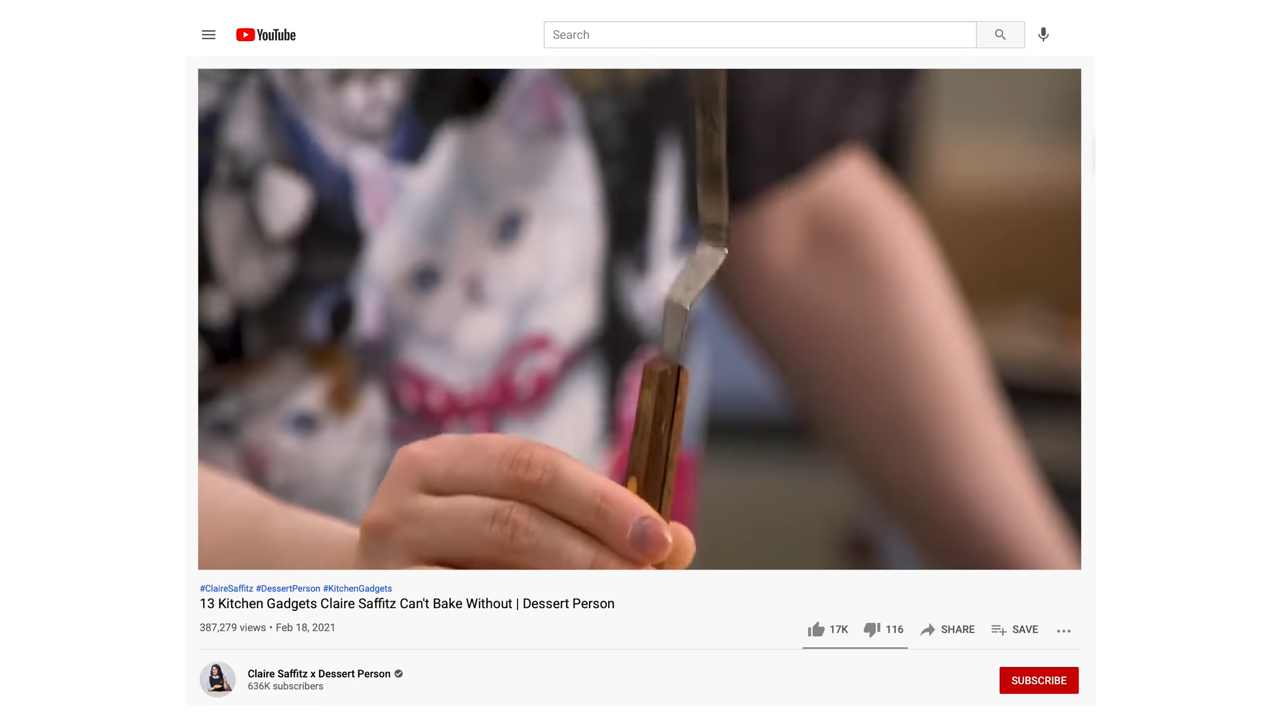 YouTube
Search
#ClaireSaffitz #DessertPerson #KitchenGadgets
13 Kitchen Gadgets Claire Saffitz Can't Bake Without | Dessert Person
387,279 views • Feb 18, 2021
17K 116 SHARE SAVE
Claire Saffitz x Dessert Person
636K subscribers
SUBSCRIBE